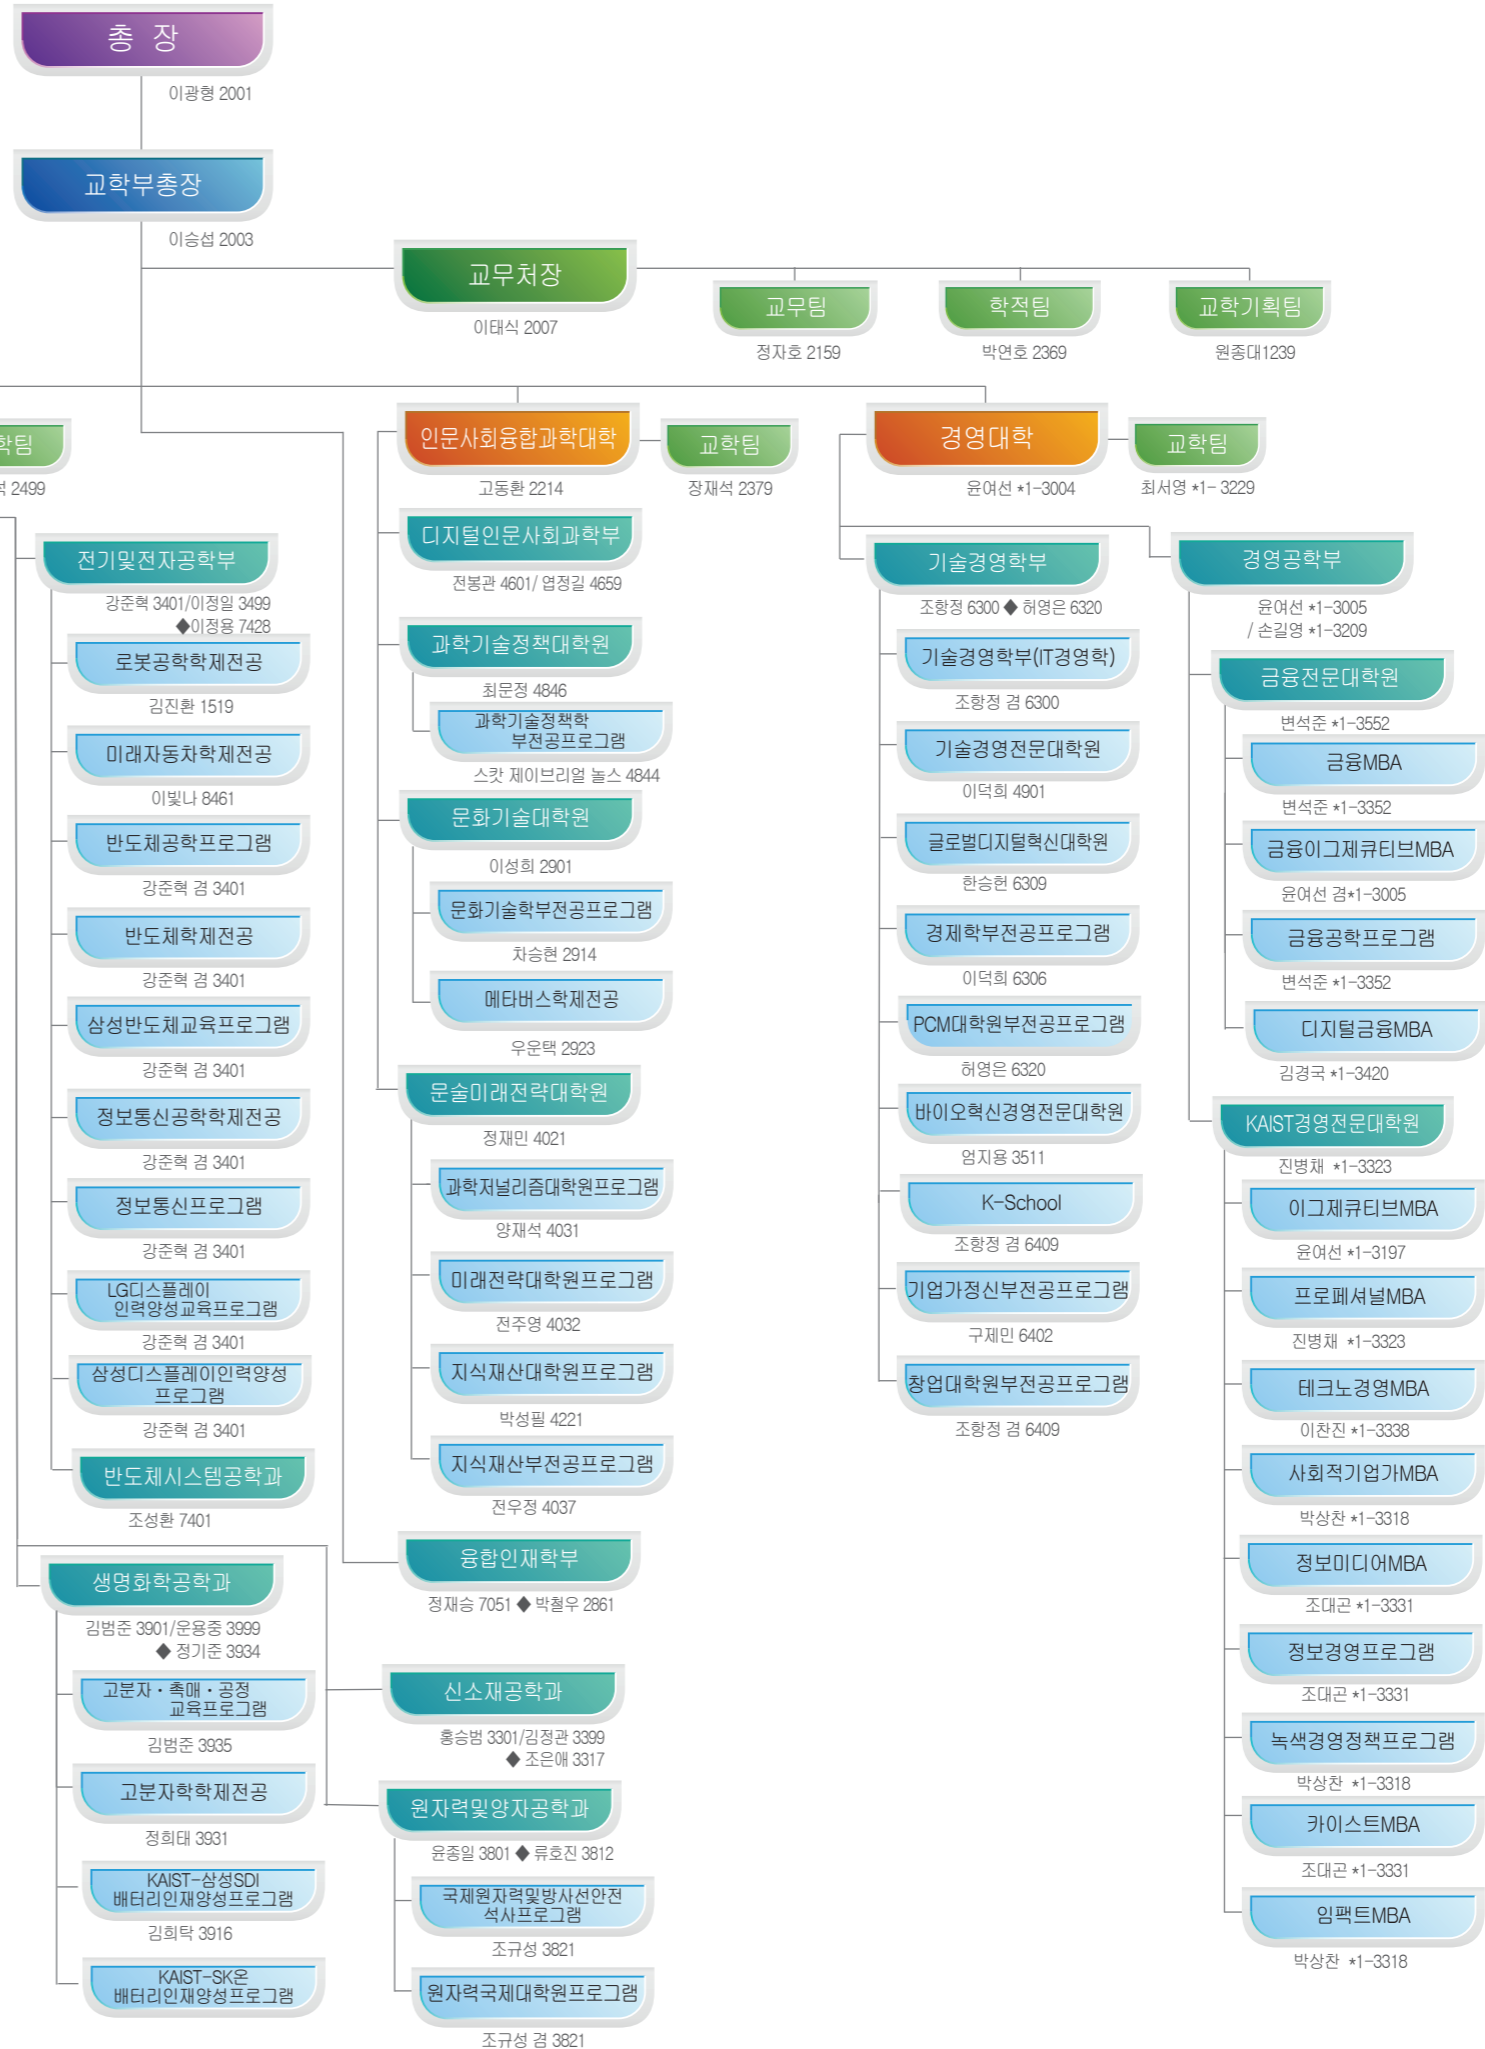 총 장
이광형 2001
교학부총장
이승섭 2003
교무처장
이태식 2007
교무팀
정자호 2159
학적팀
박연호 2369
교학기획팀
원종대1239
학팀
석 2499
인문사회융합과학대학
고동환 2214
교학팀
장재석 2379
경영대학
윤여선 *1-3004
교학팀
최서영 *1- 3229
전기및전자공학부
강준혁 3401/이정일 3499
◆이정용 7428
로봇공학학제전공
김진환 1519
미래자동차학제전공
이빛나 8461
반도체공학프로그램
강준혁 겸 3401
반도체학제전공
강준혁 겸 3401
삼성반도체교육프로그램
강준혁 겸 3401
정보통신공학학제전공
강준혁 겸 3401
정보통신프로그램
강준혁 겸 3401
LG디스플레이
인력양성교육프로그램
강준혁 겸 3401
삼성디스플레이인력양성
프로그램
강준혁 겸 3401
반도체시스템공학과
조성환 7401
생명화학공학과
김범준 3901/운용중 3999
◆ 정기준 3934
고분자·촉매·공정
교육프로그램
김범준 3935
고분자학학제전공
정희태 3931
KAIST-삼성SDI
배터리인재양성프로그램
김희탁 3916
KAIST-SK온
배터리인재양성프로그램
디지털인문사회과학부
전봉관 4601/ 엽정길 4659
과학기술정책대학원
최문정 4846
과학기술정책학
부전공프로그램
스캇 제이브리얼 놀스 4844
문화기술대학원
이성희 2901
문화기술학부전공프로그램
차승현 2914
메타버스학제전공
우운택 2923
문술미래전략대학원
정재민 4021
과학저널리즘대학원프로그램
양재석 4031
미래전략대학원프로그램
전주영 4032
지식재산대학원프로그램
박성필 4221
지식재산부전공프로그램
전우정 4037
융합인재학부
정재승 7051 ◆ 박철우 2861
신소재공학과
홍승범 3301/김정관 3399
◆ 조은애 3317
원자력및양자공학과
윤종일 3801 ◆ 류호진 3812
국제원자력및방사선안전
석사프로그램
조규성 3821
원자력국제대학원프로그램
조규성 겸 3821
기술경영학부
조항정 6300 ◆ 허영은 6320
기술경영학부(IT경영학)
조항정 겸 6300
기술경영전문대학원
이덕희 4901
글로벌디지털혁신대학원
한승헌 6309
경제학부전공프로그램
이덕희 6306
PCM대학원부전공프로그램
허영은 6320
바이오혁신경영전문대학원
엄지용 3511
K-School
조항정 겸 6409
기업가정신부전공프로그램
구제민 6402
창업대학원부전공프로그램
조항정 겸 6409
경영공학부
윤여선 *1-3005
/ 손길영 *1-3209
금융전문대학원
변석준 *1-3552
금융MBA
변석준 *1-3352
금융이그제큐티브MBA
윤여선 겸*1-3005
금융공학프로그램
변석준 *1-3352
디지털금융MBA
김경국 *1-3420
KAIST경영전문대학원
진병채 *1-3323
이그제큐티브MBA
윤여선 *1-3197
프로페셔널MBA
진병채 *1-3323
테크노경영MBA
이찬진 *1-3338
사회적기업가MBA
박상찬 *1-3318
정보미디어MBA
조대곤 *1-3331
정보경영프로그램
조대곤 *1-3331
녹색경영정책프로그램
박상찬 *1-3318
카이스트MBA
조대곤 *1-3331
임팩트MBA
박상찬 *1-3318